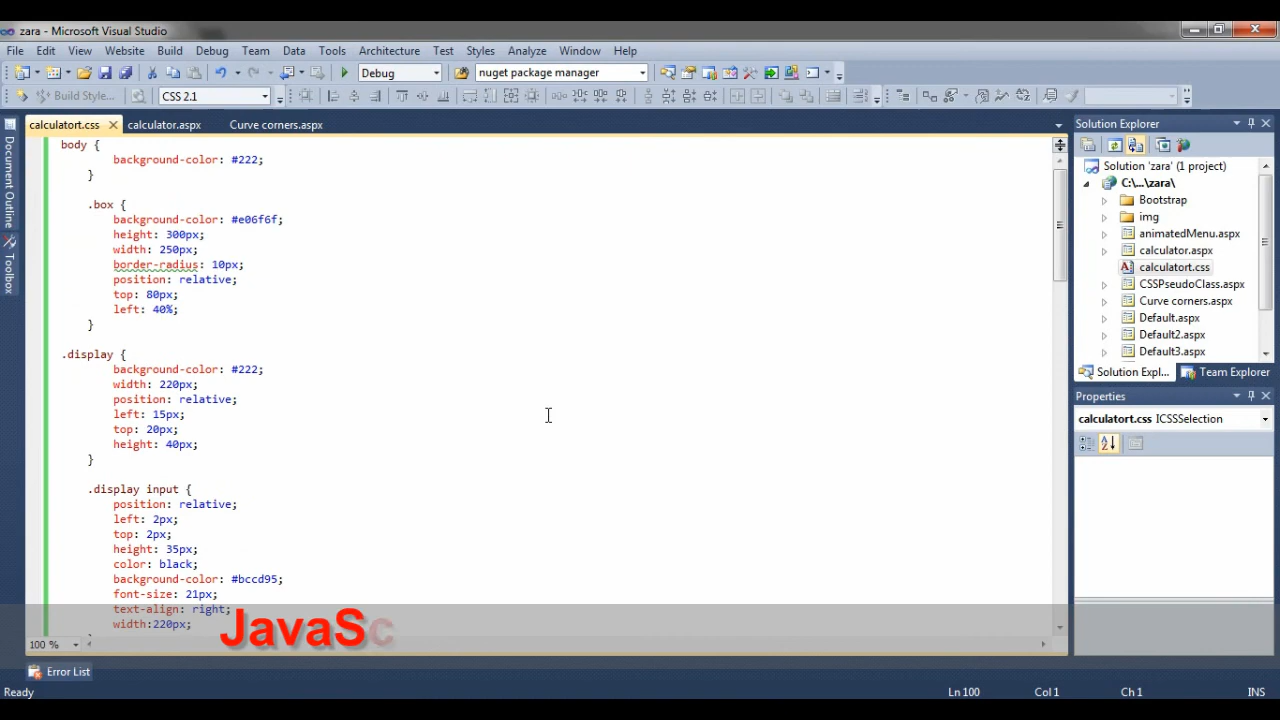 zara - Microsoft Visual Studio
File Edit View Website Build Debug Team Data Tools Architecture Test Styles Analyze Window Help
Debug nuget package manager
Build Style... CSS 2.1
calculatort.css calculator.aspx Curve corners.aspx
Document Outline
Toolbox
body {
background-color: #222;
}
.box {
background-color: #e06f6f;
height: 300px;
width: 250px;
border-radius: 10px;
position: relative;
top: 80px;
left: 40%;
}
.display {
background-color: #222;
width: 220px;
position: relative;
left: 15px;
top: 20px;
height: 40px;
}
.display input {
position: relative;
left: 2px;
top: 2px;
height: 35px;
color: black;
background-color: #bccd95;
font-size: 21px;
text-align: right;
width:220px;
JavaSc
100 %
Solution Explorer
Solution 'zara' (1 project)
C:\...\zara\
Bootstrap
img
animatedMenu.aspx
calculator.aspx
calculatort.css
CSSPseudoClass.aspx
Curve corners.aspx
Default.aspx
Default2.aspx
Default3.aspx
Solution Expl... Team Explorer
Properties
calculatort.css ICSSSelection
Error List
Ready Ln 100 Col 1 Ch 1 INS